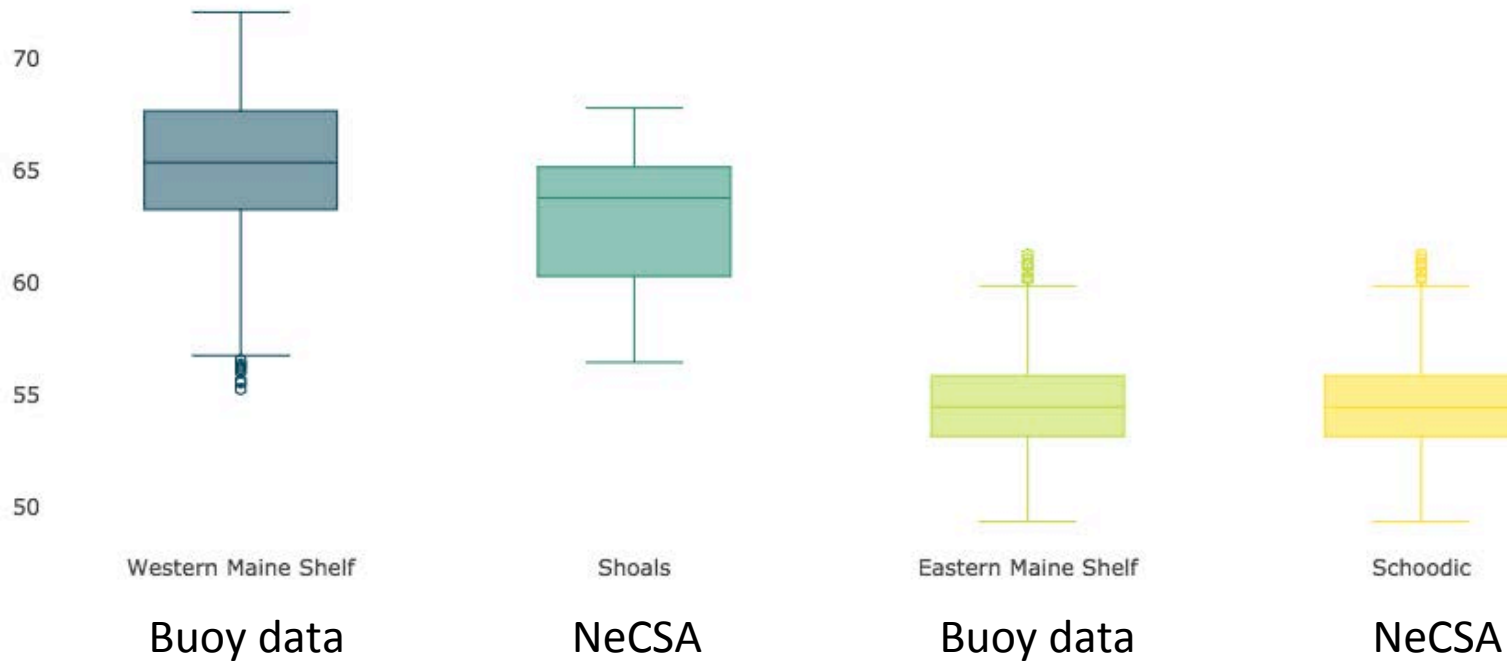 70
65
60
55
50
Western Maine Shelf Shoals Eastern Maine Shelf Schoodic
Buoy data NeCSA Buoy data NeCSA